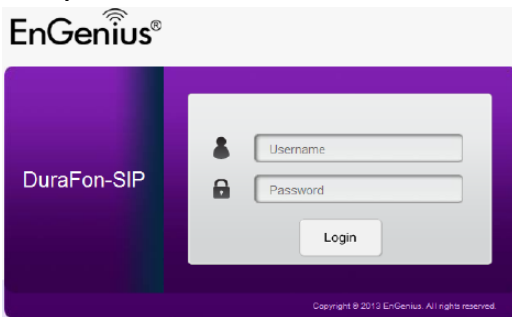 EnGenius®
DuraFon-SIP
Username
Password
Login
Copyright © 2013 EnGenius. All rights reserved.